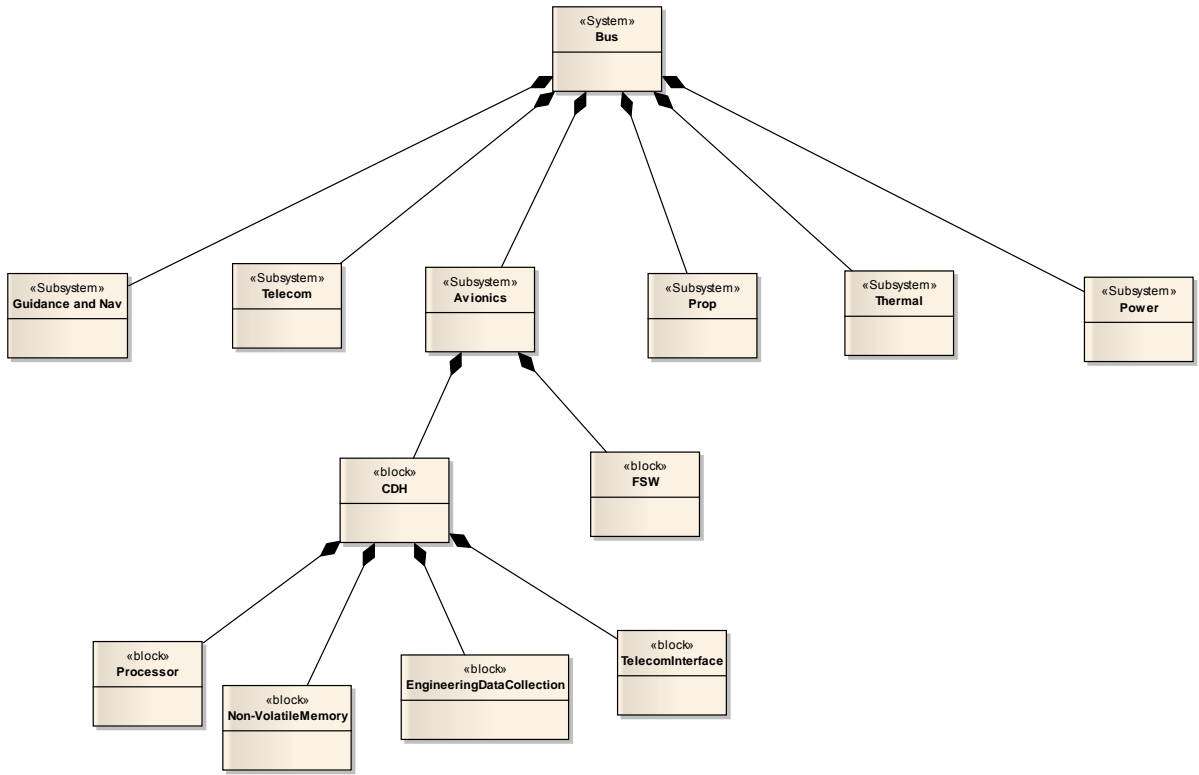 «System»
Bus
«Subsystem»
Guidance and Nav
«Subsystem»
Telecom
«Subsystem»
Avionics
«Subsystem»
Prop
«Subsystem»
Thermal
«Subsystem»
Power
«block»
CDH
«block»
FSW
«block»
Processor
«block»
Non-VolatileMemory
«block»
EngineeringDataCollection
«block»
TelecomInterface